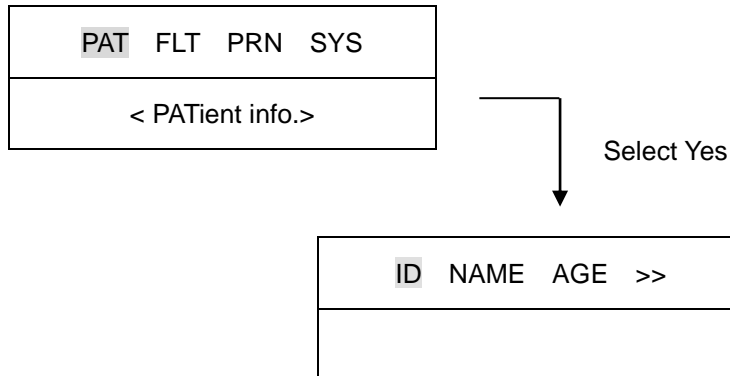 PAT FLT PRN SYS
< PATient info.>
Select Yes
ID NAME AGE >>